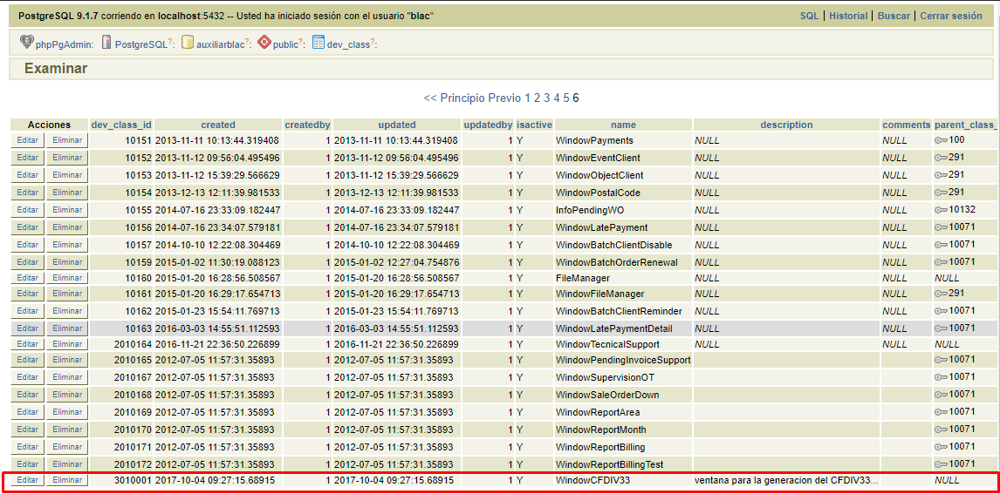 PostgreSQL 9.1.7 corriendo en localhost:5432 -- Usted ha iniciado sesión con el usuario "blac" SQL | Historial | Buscar | Cerrar sesión
phpPgAdmin: PostgreSQL?: auxiliarblac?: public?: dev_class?:
Examinar
<< Principio Previo 1 2 3 4 5 6
Acciones dev_class_id created createdby updated updatedby isactive name description comments parent_class_
Editar Eliminar 10151 2013-11-11 10:13:44.319408 1 2013-11-11 10:13:44.319408 1 Y WindowPayments NULL NULL 100
Editar Eliminar 10152 2013-11-12 09:56:04.495496 1 2013-11-12 09:56:04.495496 1 Y WindowEventClient NULL NULL 291
Editar Eliminar 10153 2013-11-12 15:39:29.566629 1 2013-11-12 15:39:29.566629 1 Y WindowObjectClient NULL NULL 291
Editar Eliminar 10154 2013-12-13 12:11:39.981533 1 2013-12-13 12:11:39.981533 1 Y WindowPostalCode NULL NULL 291
Editar Eliminar 10155 2014-07-16 23:33:09.182447 1 2014-07-16 23:33:09.182447 1 Y InfoPendingWO NULL NULL 10132
Editar Eliminar 10156 2014-07-16 23:34:07.579181 1 2014-07-16 23:34:07.579181 1 Y WindowLatePayment NULL NULL 10071
Editar Eliminar 10157 2014-10-10 12:22:08.304469 1 2014-10-10 12:22:08.304469 1 Y WindowBatchClientDisable NULL NULL 10071
Editar Eliminar 10159 2015-01-02 11:30:19.088123 1 2015-01-02 12:27:04.754876 1 Y WindowBatchOrderRenewal NULL NULL 10071
Editar Eliminar 10160 2015-01-20 16:28:56.508567 1 2015-01-20 16:28:56.508567 1 Y FileManager NULL NULL NULL
Editar Eliminar 10161 2015-01-20 16:29:17.654713 1 2015-01-20 16:29:17.654713 1 Y WindowFileManager NULL NULL 291
Editar Eliminar 10162 2015-01-23 15:54:11.769713 1 2015-01-23 15:54:11.769713 1 Y WindowBatchClientReminder NULL NULL 10071
Editar Eliminar 10163 2016-03-03 14:55:51.112593 1 2016-03-03 14:55:51.112593 1 Y WindowLatePaymentDetail NULL NULL 10071
Editar Eliminar 2010164 2016-11-21 22:36:50.226899 1 2016-11-21 22:36:50.226899 1 Y WindowTecnicalSupport NULL NULL NULL
Editar Eliminar 2010165 2012-07-05 11:57:31.35893 1 2012-07-05 11:57:31.35893 1 Y WindowPendingInvoiceSupport 10071
Editar Eliminar 2010167 2012-07-05 11:57:31.35893 1 2012-07-05 11:57:31.35893 1 Y WindowSupervisionOT 10071
Editar Eliminar 2010168 2012-07-05 11:57:31.35893 1 2012-07-05 11:57:31.35893 1 Y WindowSaleOrderDown 10071
Editar Eliminar 2010169 2012-07-05 11:57:31.35893 1 2012-07-05 11:57:31.35893 1 Y WindowReportArea 10071
Editar Eliminar 2010170 2012-07-05 11:57:31.35893 1 2012-07-05 11:57:31.35893 1 Y WindowReportMonth 10071
Editar Eliminar 2010171 2012-07-05 11:57:31.35893 1 2012-07-05 11:57:31.35893 1 Y WindowReportBilling 10071
Editar Eliminar 2010172 2012-07-05 11:57:31.35893 1 2012-07-05 11:57:31.35893 1 Y WindowReportBillingTest 10071
Editar Eliminar 3010001 2017-10-04 09:27:15.68915 1 2017-10-04 09:27:15.68915 1 Y WindowCFDIV33 ventana para la generacion del CFDIV33... NULL